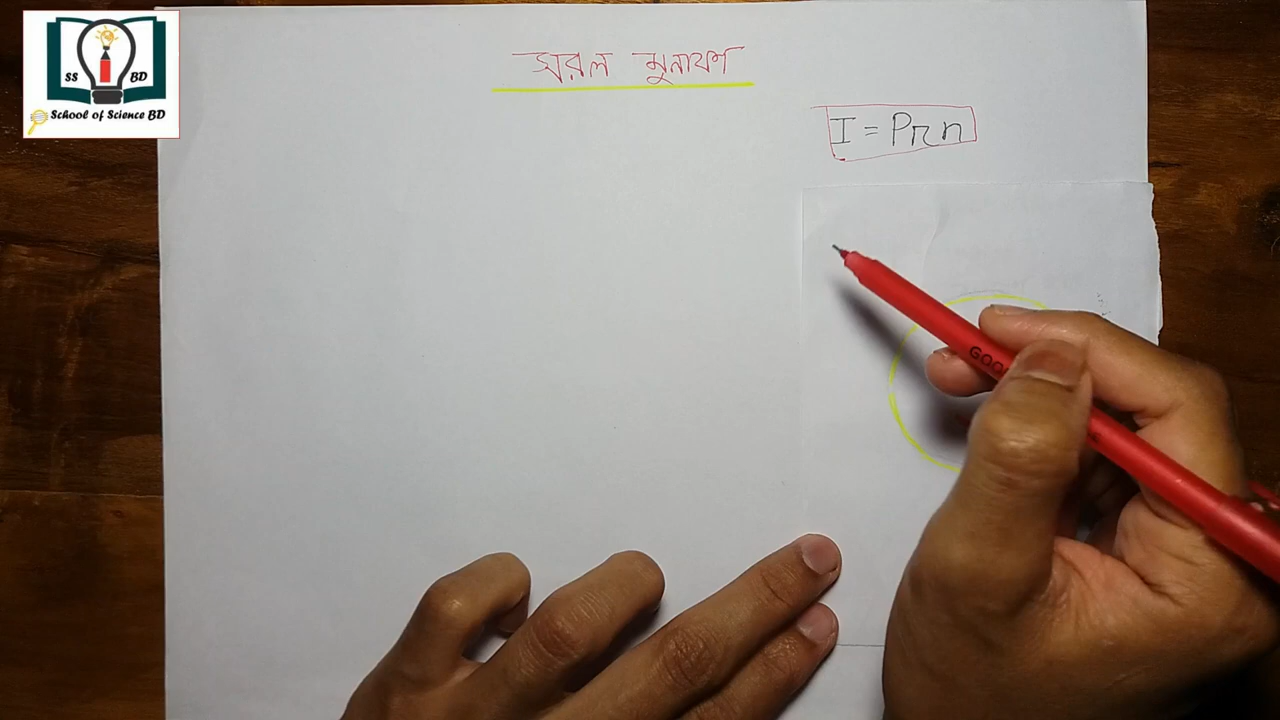 SS BD
School of Science BD
সরল মুনাফা
I = Prn
GOO